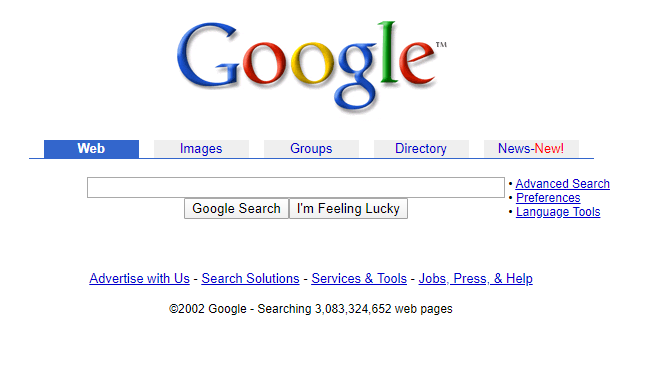 Google™
Web Images Groups Directory News-New!
• Advanced Search
• Preferences
• Language Tools
Google Search I'm Feeling Lucky
Advertise with Us - Search Solutions - Services & Tools - Jobs, Press, & Help
©2002 Google - Searching 3,083,324,652 web pages